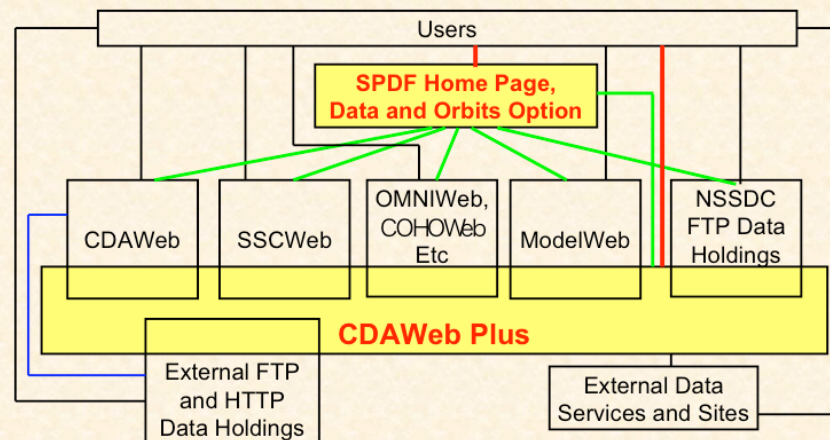 Users
SPDF Home Page,
Data and Orbits Option
CDAWeb
SSCWeb
OMNIWeb,
COHOWeb
Etc
ModelWeb
NSSDC
FTP Data
Holdings
CDAWeb Plus
External FTP
and HTTP
Data Holdings
External Data
Services and Sites